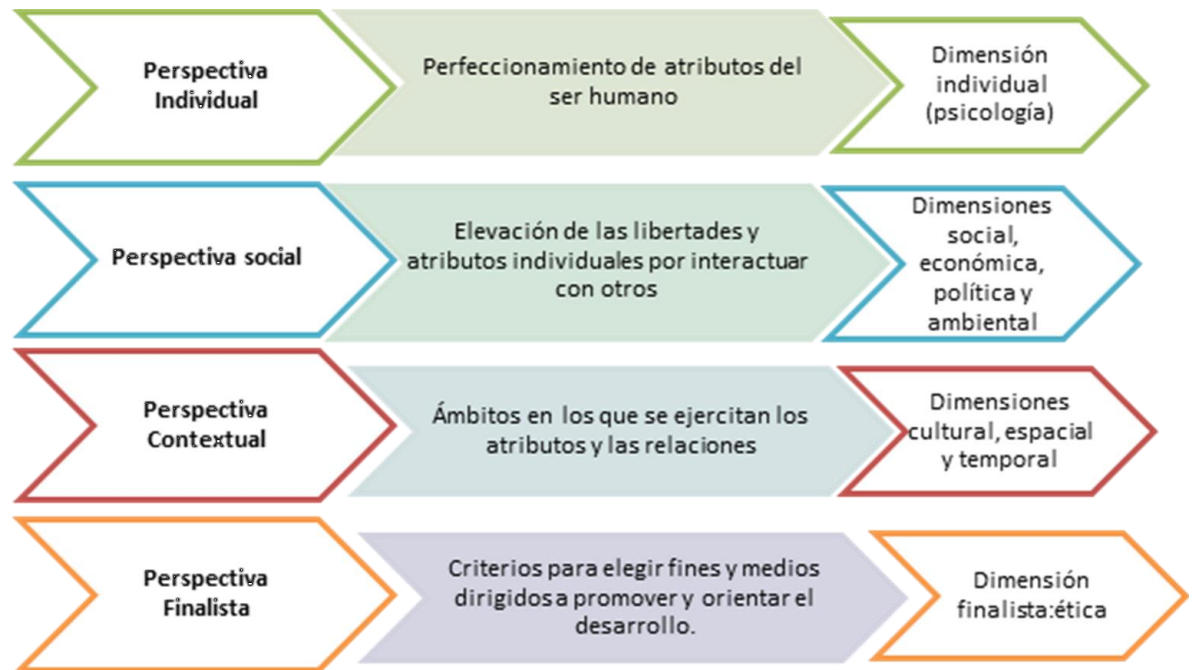 Perspectiva
Individual
Perfeccionamiento de atributos del
ser humano
Dimensión
individual
(psicología)
Perspectiva social
Elevación de las libertades y
atributos individuales por interactuar
con otros
Dimensiones
social,
económica,
política y
ambiental
Perspectiva
Contextual
Ámbitos en los que se ejercitan los
atributos y las relaciones
Dimensiones
cultural, espacial
y temporal
Perspectiva
Finalista
Criterios para elegir fines y medios
dirigidos a promover y orientar el
desarrollo.
Dimensión
finalista:ética